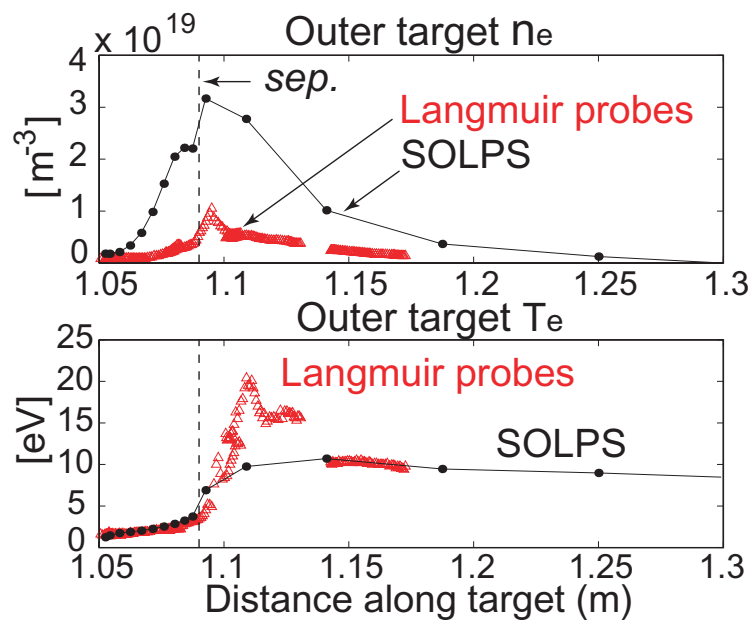 x 10^19
Outer target ne
sep.
Langmuir probes
SOLPS
[m^-3]
4
3
2
1
0
1.05 1.1 1.15 1.2 1.25 1.3
Outer target Te
Langmuir probes
SOLPS
[eV]
25
20
15
10
5
0
1.05 1.1 1.15 1.2 1.25 1.3
Distance along target (m)